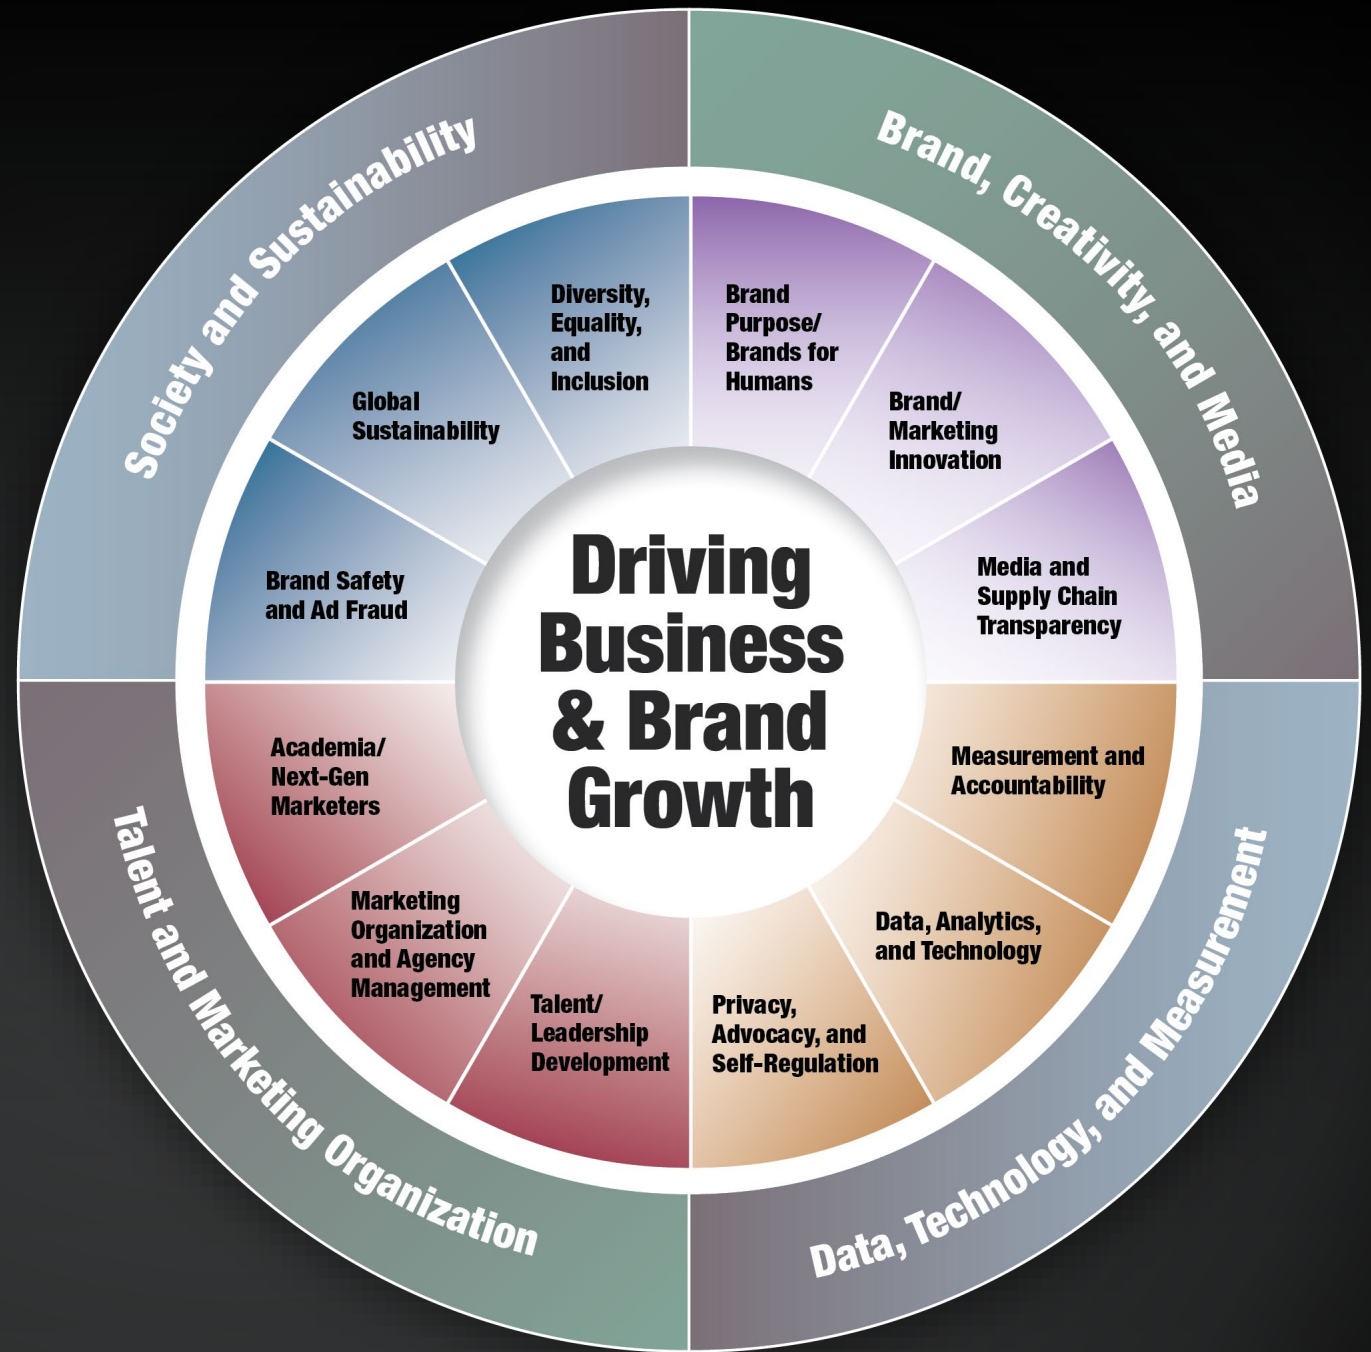 Society and Sustainability
Brand, Creativity, and Media
Diversity,
Equality,
and
Inclusion
Brand
Purpose/
Brands for
Humans
Global
Sustainability
Brand/
Marketing
Innovation
Brand Safety
and Ad Fraud
Media and
Supply Chain
Transparency
Driving
Business
& Brand
Growth
Academia/
Next-Gen
Marketers
Measurement and
Accountability
Marketing
Organization
and Agency
Management
Data, Analytics,
and Technology
Talent/
Leadership
Development
Privacy,
Advocacy, and
Self-Regulation
Talent and Marketing Organization
Data, Technology, and Measurement